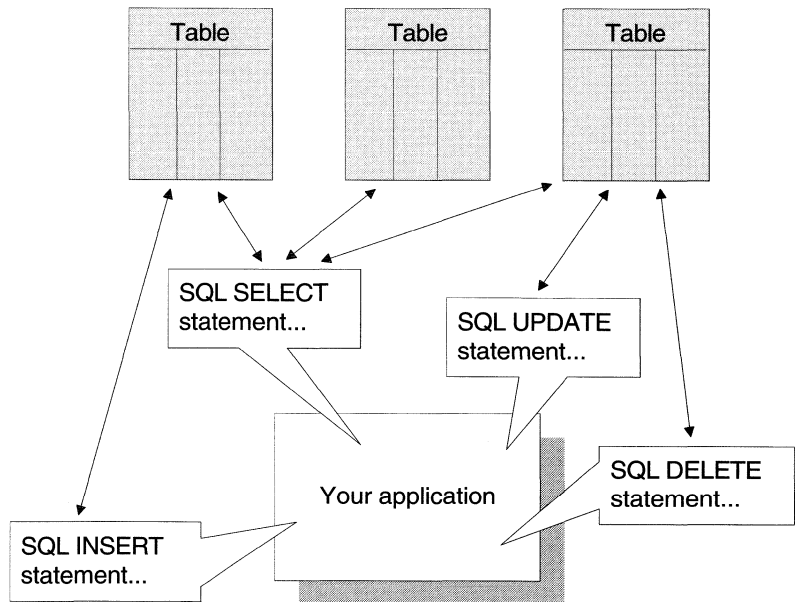 Table
Table
Table
SQL SELECT
statement...
SQL UPDATE
statement...
Your application
SQL DELETE
statement...
SQL INSERT
statement...